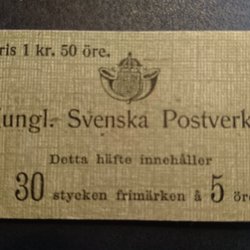 ris 1 kr. 50 öre.
ungl. Svenska Postverk
Detta häfte innehåller
30 stycken frimärken å 5 öre